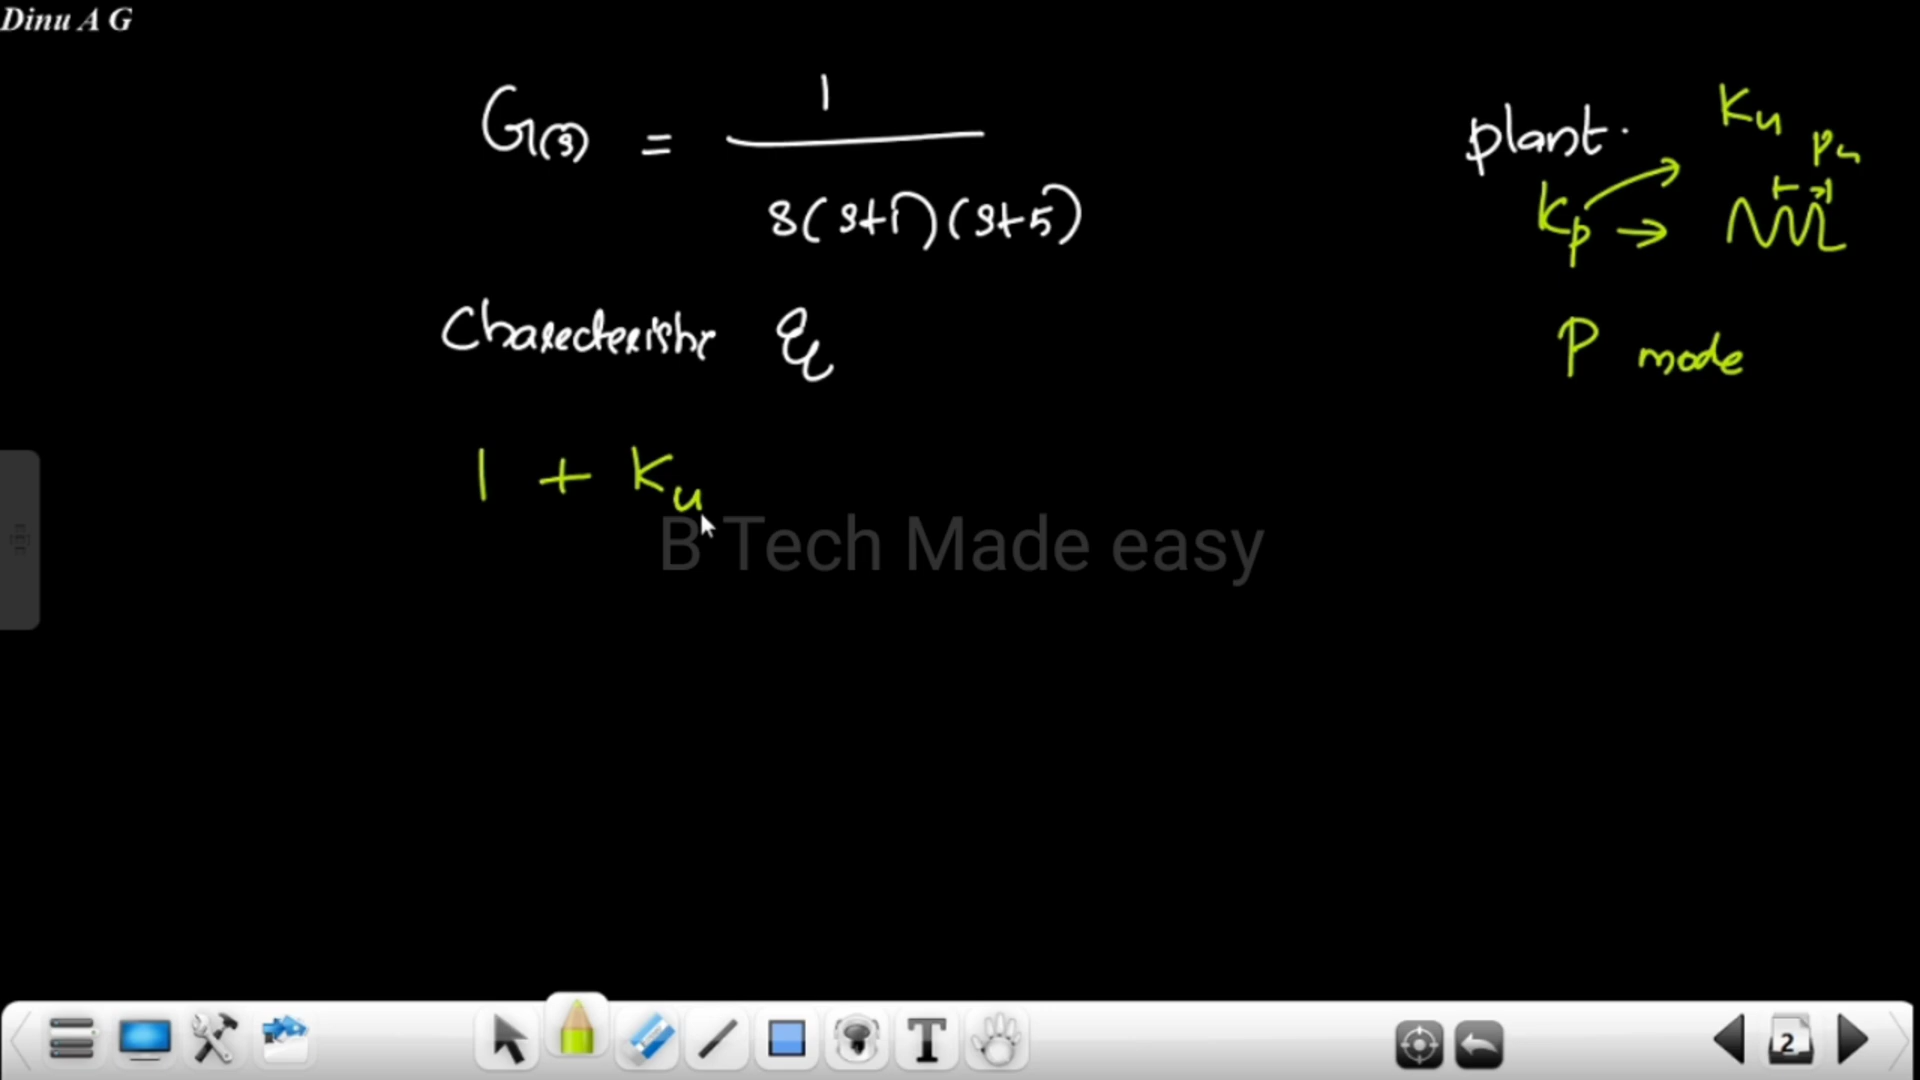 Dinu A G
G(s) = 1
s(s+1)(s+5)
plant.
Ku
Pu
Kp →
P mode
Charecteristic Eq
1 + Ku
B Tech Made easy
T
2